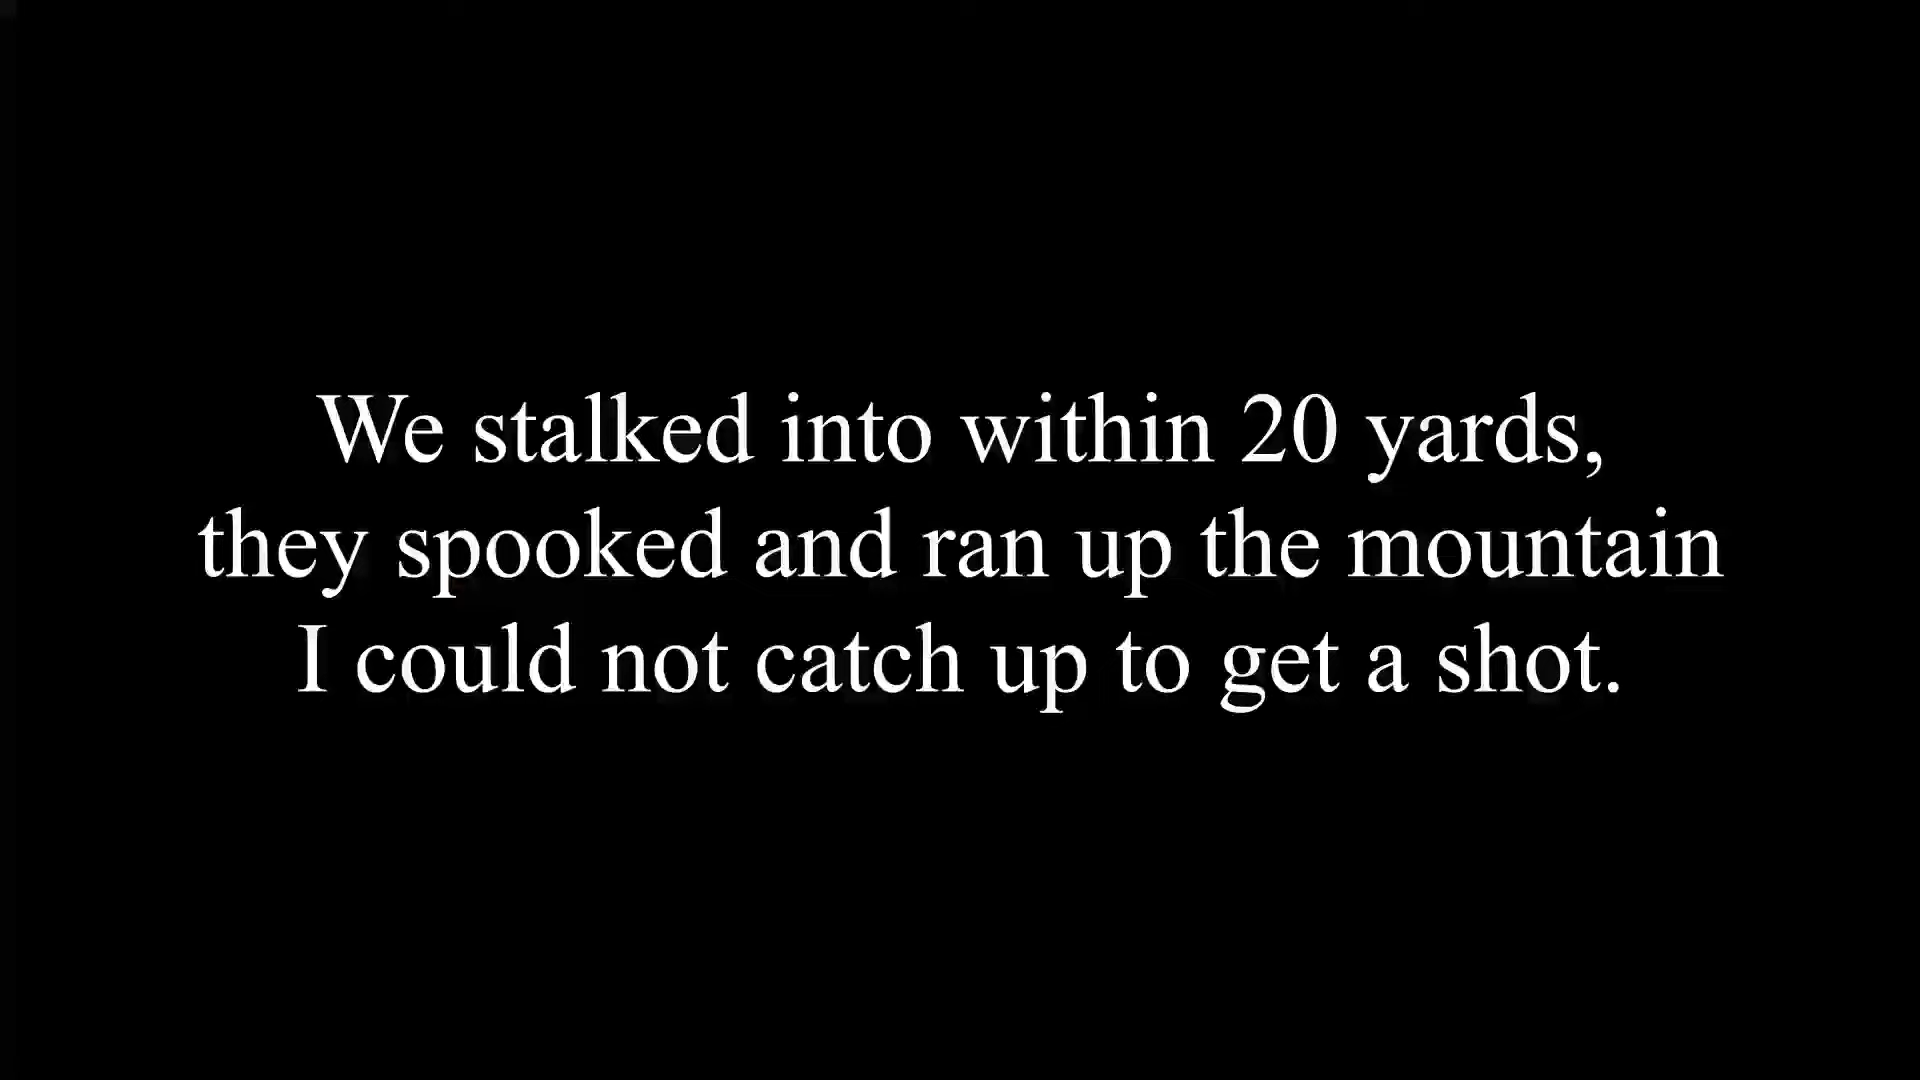 We stalked into within 20 yards,
they spooked and ran up the mountain
I could not catch up to get a shot.